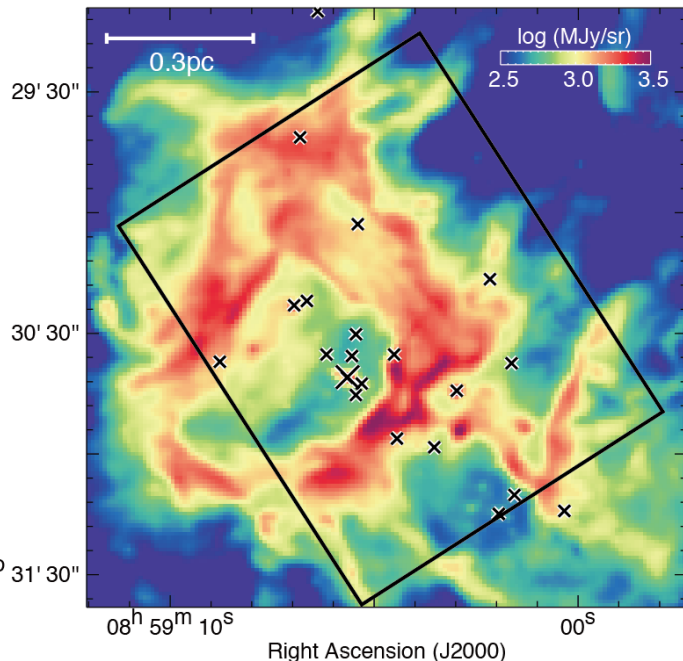 0.3pc
log (MJy/sr)
2.5 3.0 3.5
29' 30"
30' 30"
31' 30"
08h 59m 10s 00s
Right Ascension (J2000)